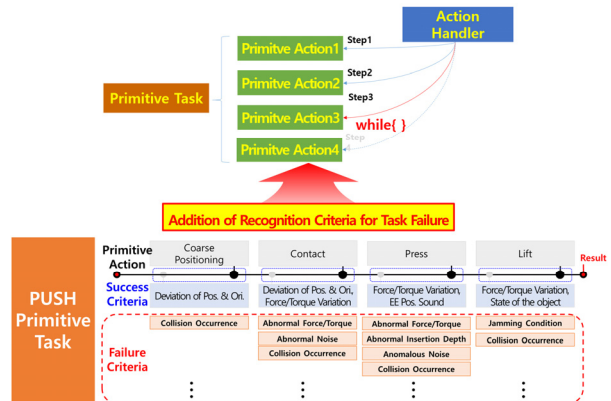 Action
Handler
Primitve Action1
Step1
Primitve Action2
Step2
Primitive Task
Step3
Primitve Action3
while{ }
Step
Primitve Action4
Addition of Recognition Criteria for Task Failure
PUSH
Primitive
Task
Primitive
Action
Coarse
Positioning
Contact
Press
Lift
Result
Success
Criteria
Deviation of Pos. & Ori.
Deviation of Pos. & Ori.,
Force/Torque Variation
Force/Torque Variation,
EE Pos. Sound
Force/Torque Variation,
State of the object
Failure
Criteria
Collision Occurrence
Abnormal Force/Torque
Abnormal Noise
Collision Occurrence
Abnormal Force/Torque
Abnormal Insertion Depth
Anomalous Noise
Collision Occurrence
Jamming Condition
Collision Occurrence